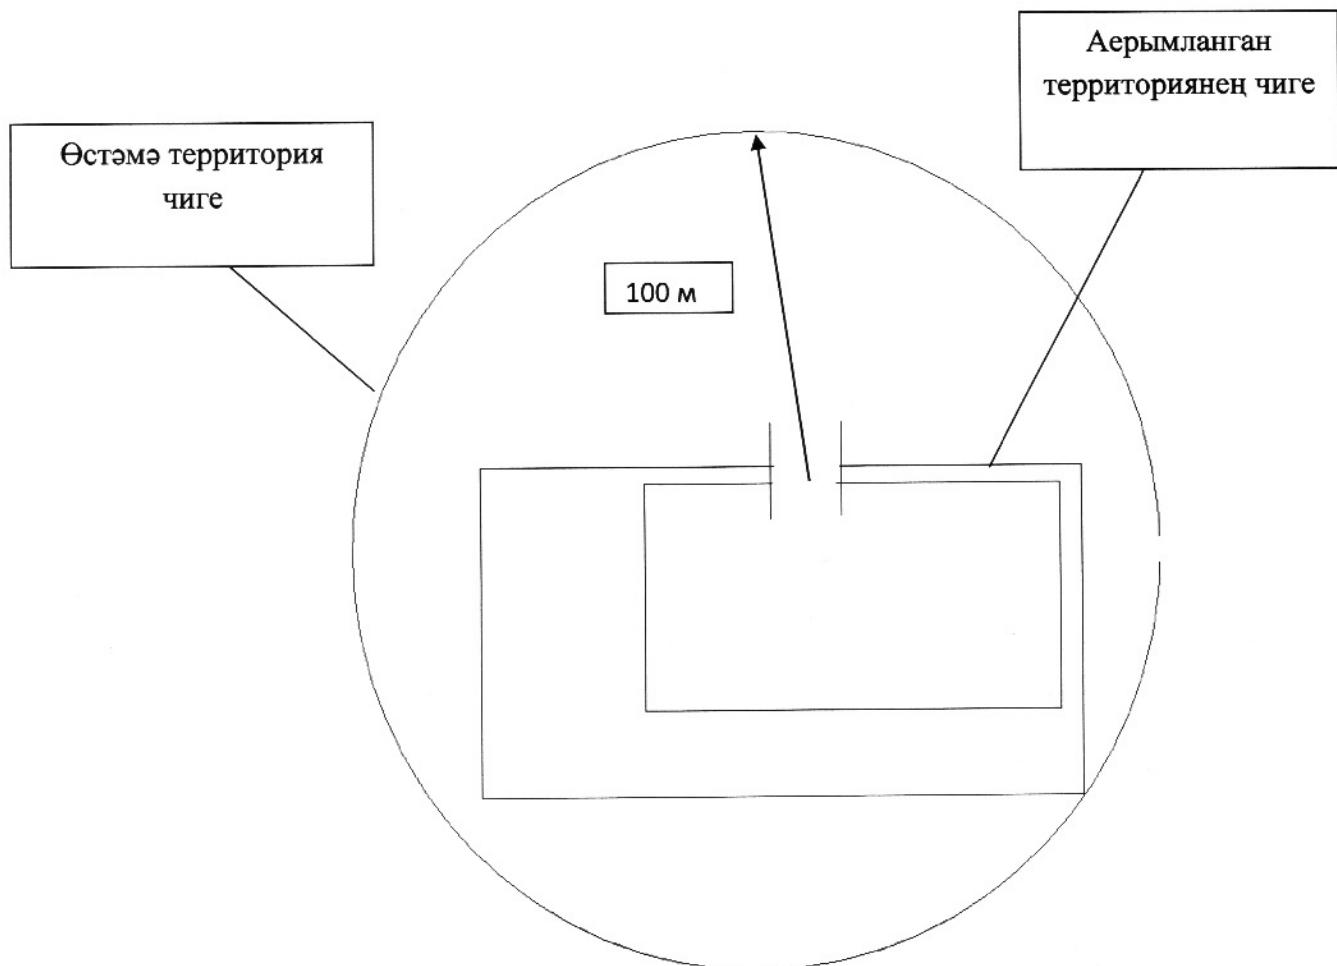 Аерымланган
территориянең чиге
Өстәмә территория
чиге
100 м